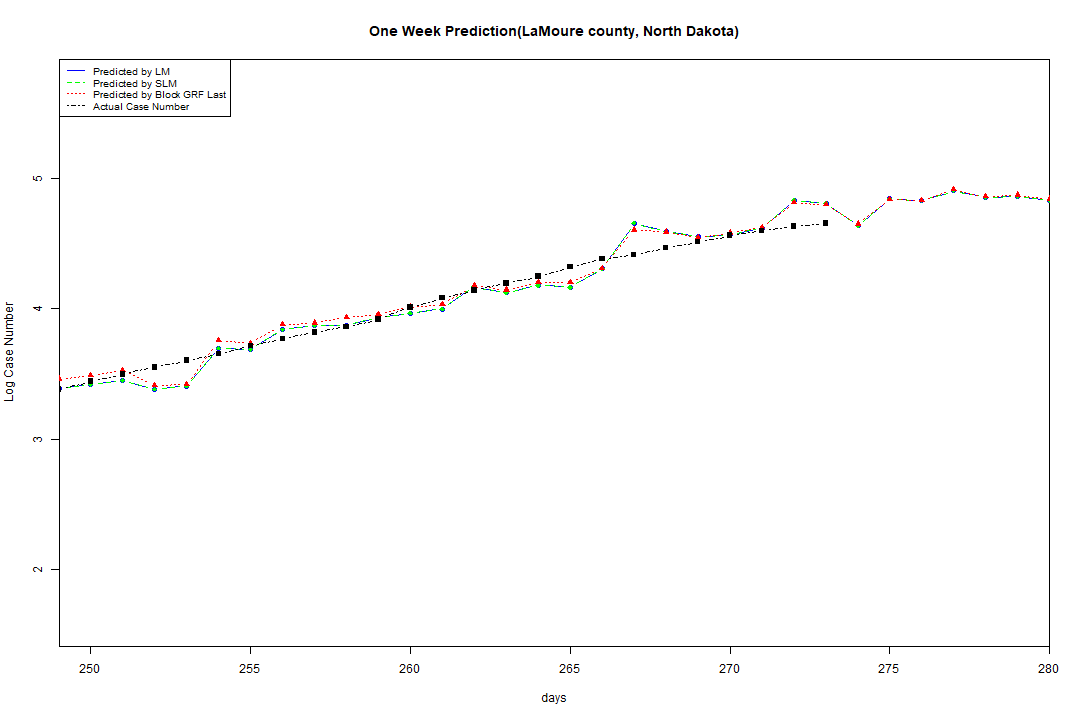 One Week Prediction(LaMoure county, North Dakota)
Predicted by LM
Predicted by SLM
Predicted by Block GRF Last
Actual Case Number
Log Case Number
5
4
3
2
250 255 260 265 270 275 280
days